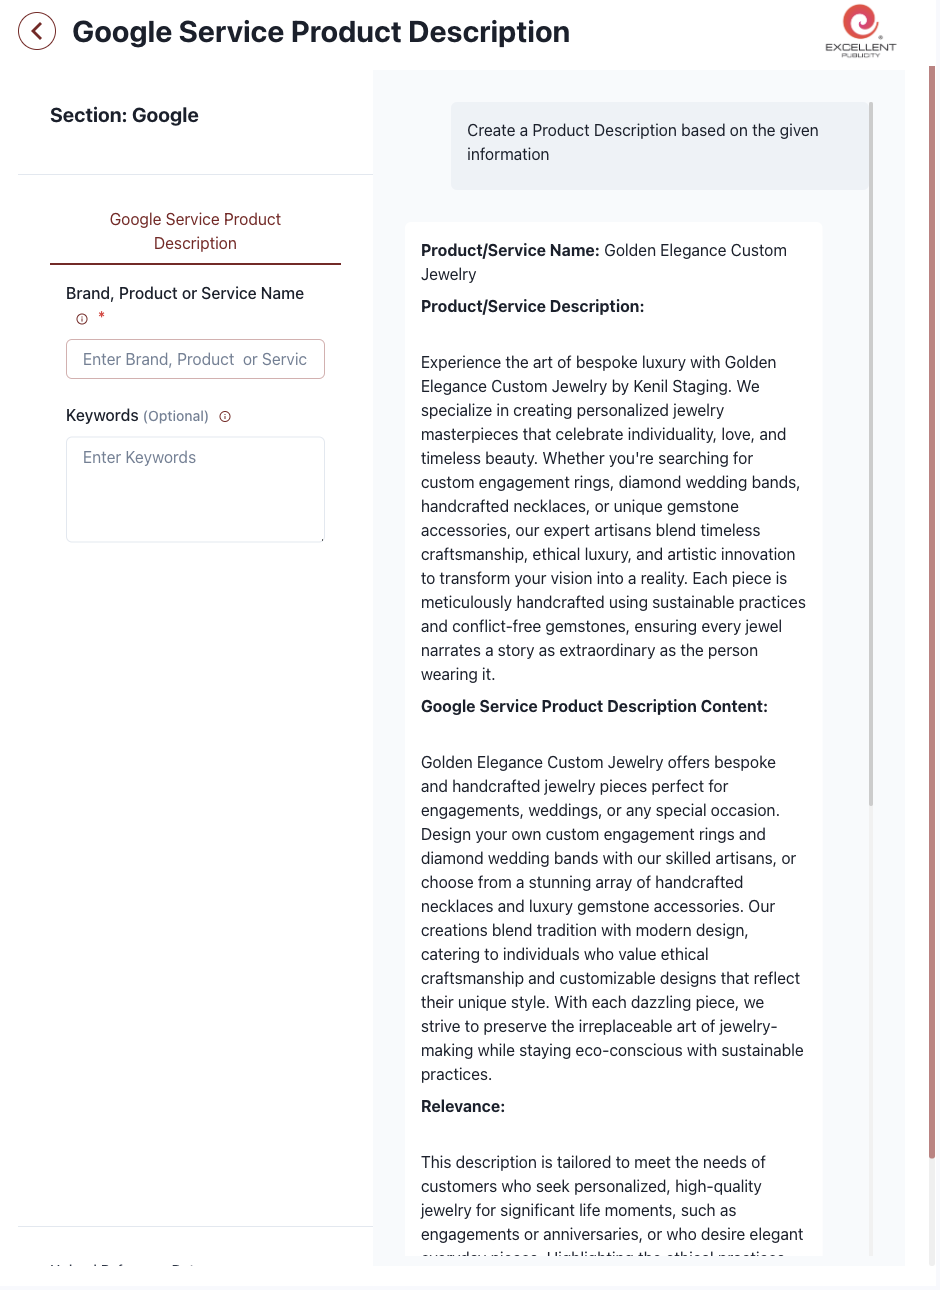 Google Service Product Description
EXCELLENT
PUBLICITY
Section: Google
Google Service Product
Description
Brand, Product or Service Name
*
Enter Brand, Product  or Servic
Keywords (Optional)
Enter Keywords
Create a Product Description based on the given
information
Product/Service Name: Golden Elegance Custom
Jewelry
Product/Service Description:
Experience the art of bespoke luxury with Golden
Elegance Custom Jewelry by Kenil Staging. We
specialize in creating personalized jewelry
masterpieces that celebrate individuality, love, and
timeless beauty. Whether you're searching for
custom engagement rings, diamond wedding bands,
handcrafted necklaces, or unique gemstone
accessories, our expert artisans blend timeless
craftsmanship, ethical luxury, and artistic innovation
to transform your vision into a reality. Each piece is
meticulously handcrafted using sustainable practices
and conflict-free gemstones, ensuring every jewel
narrates a story as extraordinary as the person
wearing it.
Google Service Product Description Content:
Golden Elegance Custom Jewelry offers bespoke
and handcrafted jewelry pieces perfect for
engagements, weddings, or any special occasion.
Design your own custom engagement rings and
diamond wedding bands with our skilled artisans, or
choose from a stunning array of handcrafted
necklaces and luxury gemstone accessories. Our
creations blend tradition with modern design,
catering to individuals who value ethical
craftsmanship and customizable designs that reflect
their unique style. With each dazzling piece, we
strive to preserve the irreplaceable art of jewelry-
making while staying eco-conscious with sustainable
practices.
Relevance:
This description is tailored to meet the needs of
customers who seek personalized, high-quality
jewelry for significant life moments, such as
engagements or anniversaries, or who desire elegant